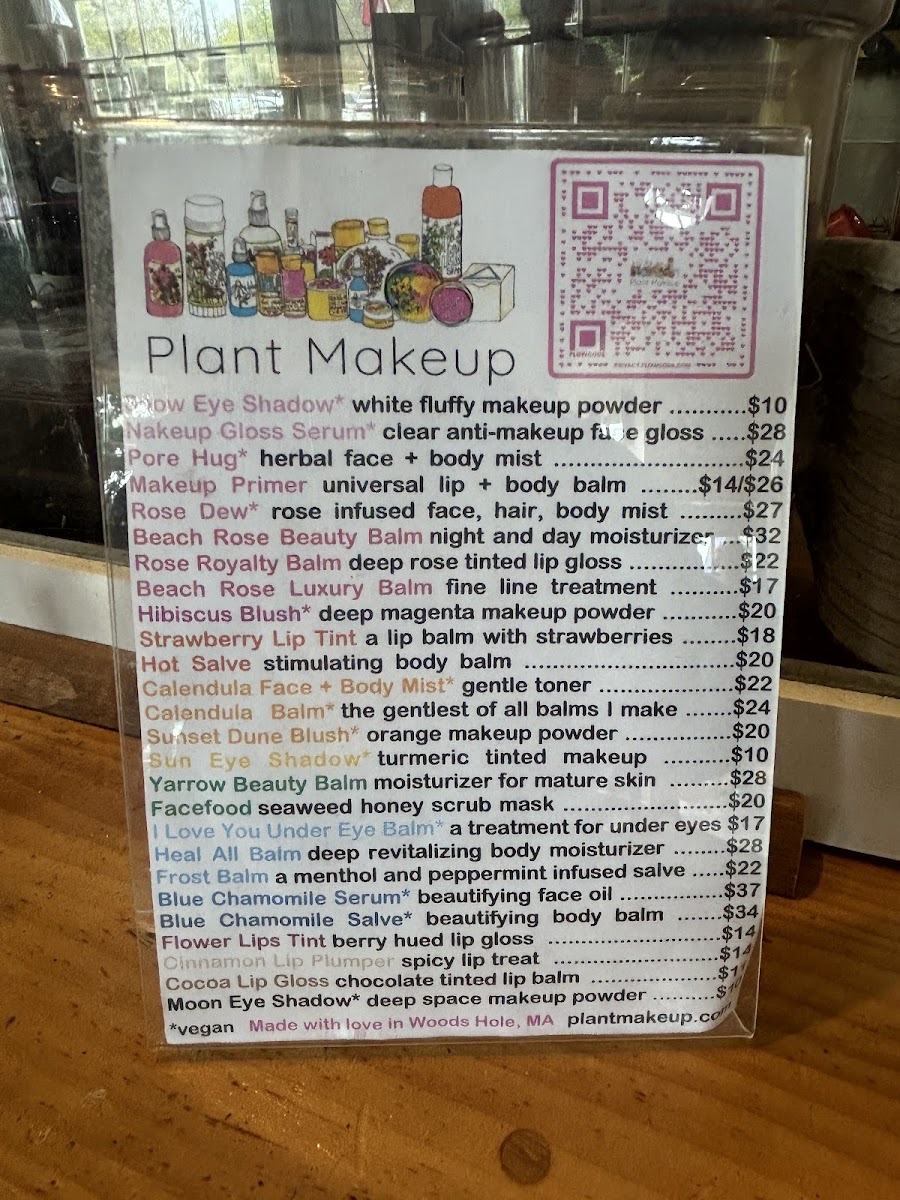 Plant Makeup
FLOWCODE
PRIVACY.FLOWCODE.COM
Plant Makeup
Eye Shadow* white fluffy makeup powder ...........$10
Nakeup Gloss Serum* clear anti-makeup face gloss .....$28
Pore Hug* herbal face + body mist ...........................$24
Makeup Primer universal lip + body balm ........$14/$26
Rose Dew* rose infused face, hair, body mist .........$27
Beach Rose Beauty Balm night and day moisturizer ...$32
Rose Royalty Balm deep rose tinted lip gloss ................$22
Beach Rose Luxury Balm fine line treatment ..........$17
Hibiscus Blush* deep magenta makeup powder ............$20
Strawberry Lip Tint a lip balm with strawberries ........$18
Hot Salve stimulating body balm ..................................$20
Calendula Face + Body Mist* gentle toner ......................$22
Calendula Balm* the gentlest of all balms I make .......$24
Sunset Dune Blush* orange makeup powder .................$20
Sun Eye Shadow* turmeric tinted makeup ..........$10
Yarrow Beauty Balm moisturizer for mature skin .........$28
Facefood seaweed honey scrub mask ...........................$20
I Love You Under Eye Balm* a treatment for under eyes $17
Heal All Balm deep revitalizing body moisturizer ........$28
Frost Balm a menthol and peppermint infused salve .....$22
Blue Chamomile Serum* beautifying face oil .................$37
Blue Chamomile Salve* beautifying body balm .......$34
Flower Lips Tint berry hued lip gloss ............................$14
Cinnamon Lip Plumper spicy lip treat ...........................$14
Cocoa Lip Gloss chocolate tinted lip balm .....................
Moon Eye Shadow* deep space makeup powder ..........$10
*vegan Made with love in Woods Hole, MA plantmakeup.com